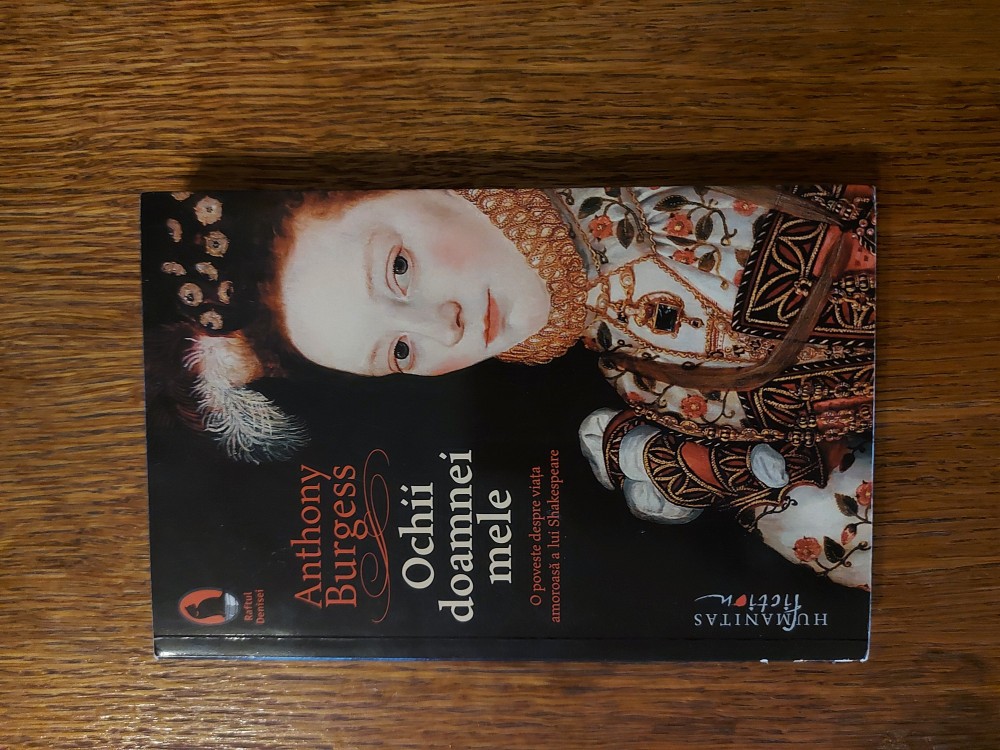 Raftul
Denisei
Anthony
Burgess
Ochii
doamnei
mele
O poveste despre viața
amoroasă a lui Shakespeare
HUMANITAS
fiction